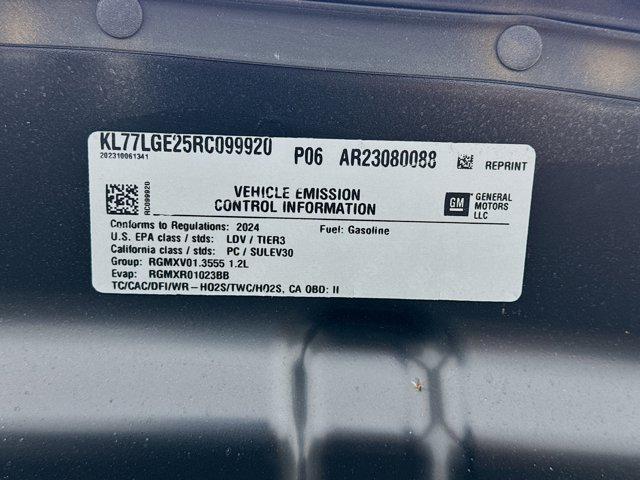 KL77LGE25RC099920 P06 AR23080088 REPRINT
202310061341
RC099920
VEHICLE EMISSION
CONTROL INFORMATION
GM GENERAL
MOTORS
LLC
Conforms to Regulations: 2024 Fuel: Gasoline
U.S. EPA class / stds: LDV / TIER3
California class / stds: PC / SULEV30
Group: RGMXV01.3555 1.2L
Evap: RGMXR01023BB
TC/CAC/DFI/WR-HO2S/TWC/HO2S, CA OBD: II